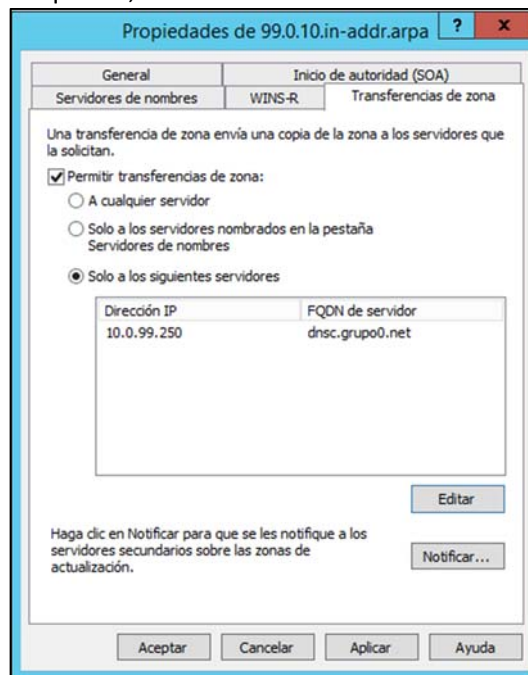 Propiedades de 99.0.10.in-addr.arpa ? x
General Inicio de autoridad (SOA)
Servidores de nombres WINS-R Transferencias de zona
Una transferencia de zona envía una copia de la zona a los servidores que
la solicitan.
Permitir transferencias de zona:
A cualquier servidor
Solo a los servidores nombrados en la pestaña
Servidores de nombres
Solo a los siguientes servidores
Dirección IP FQDN de servidor
10.0.99.250 dnsc.grupo0.net
Editar
Haga clic en Notificar para que se les notifique a los
servidores secundarios sobre las zonas de
actualización.
Notificar...
Aceptar Cancelar Aplicar Ayuda